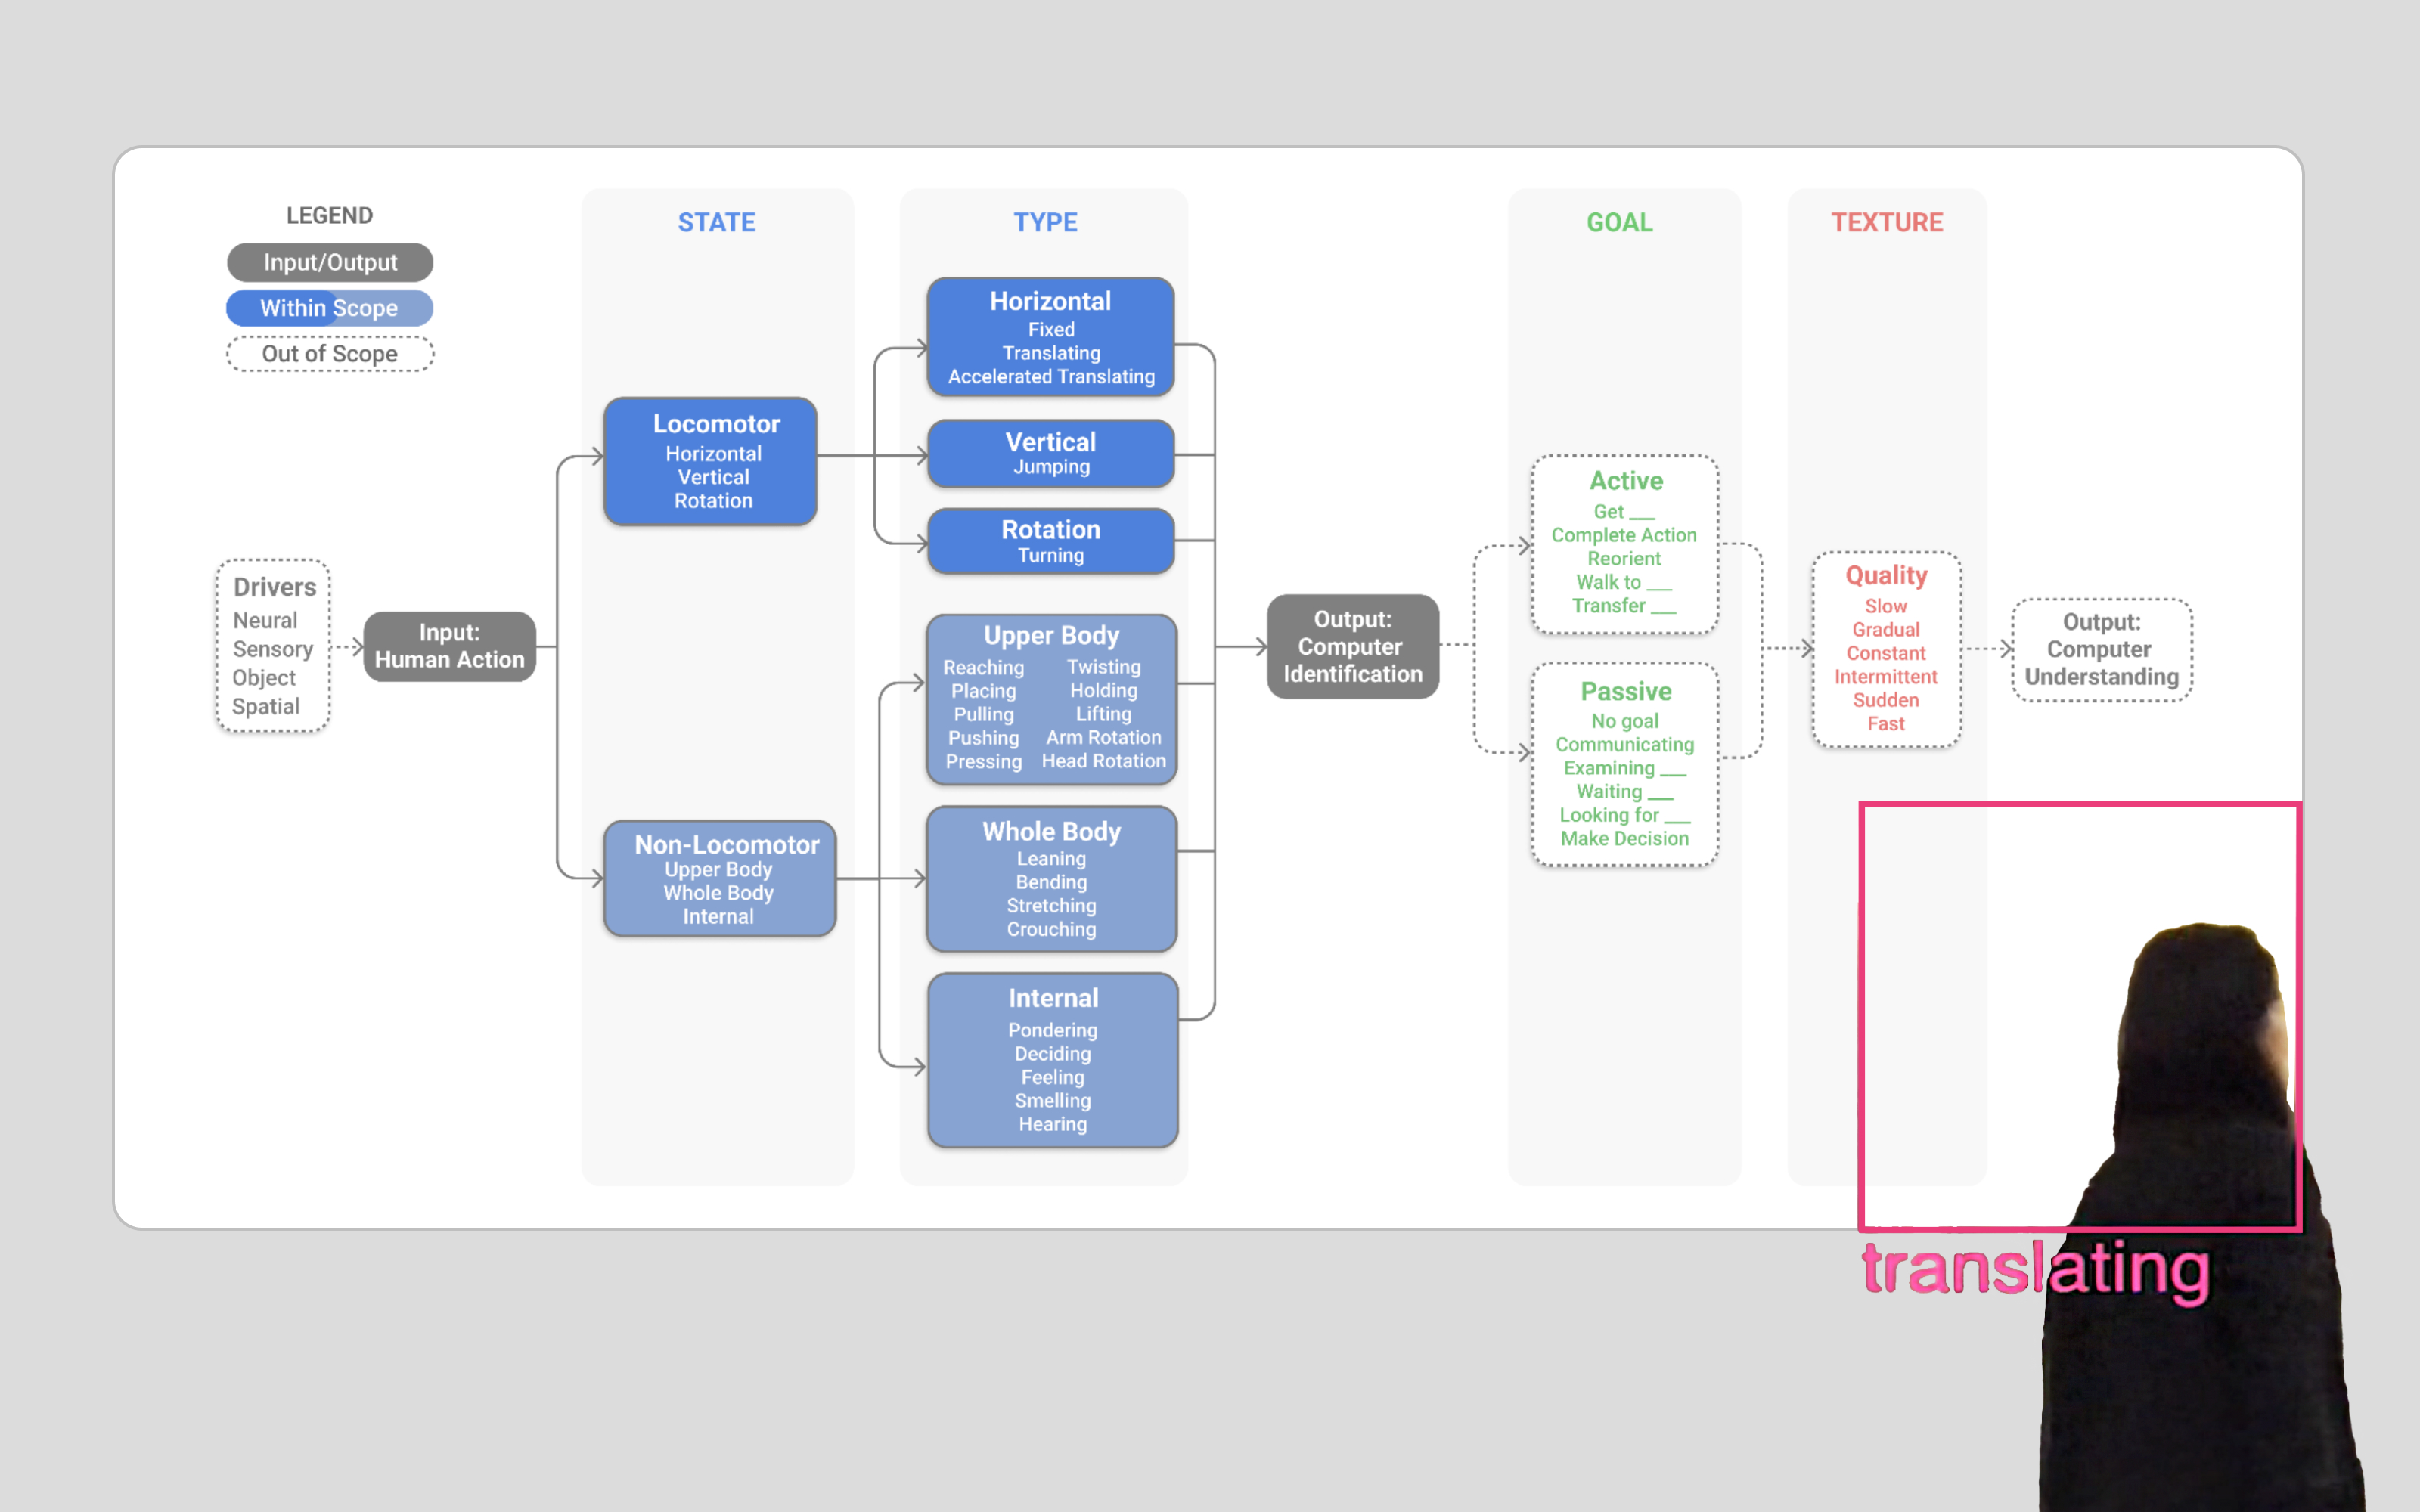 LEGEND
Input/Output
Within Scope
Out of Scope
Drivers
Neural
Sensory
Object
Spatial
Input:
Human Action
STATE
Locomotor
Horizontal
Vertical
Rotation
Non-Locomotor
Upper Body
Whole Body
Internal
TYPE
Horizontal
Fixed
Translating
Accelerated Translating
Vertical
Jumping
Rotation
Turning
Upper Body
Reaching Twisting
Placing Holding
Pulling Lifting
Pushing Arm Rotation
Pressing Head Rotation
Whole Body
Leaning
Bending
Stretching
Crouching
Internal
Pondering
Deciding
Feeling
Smelling
Hearing
Output:
Computer
Identification
GOAL
Active
Get ___
Complete Action
Reorient
Walk to ___
Transfer ___
Passive
No goal
Communicating
Examining ___
Waiting ___
Looking for ___
Make Decision
TEXTURE
Quality
Slow
Gradual
Constant
Intermittent
Sudden
Fast
Output:
Computer
Understanding
translating